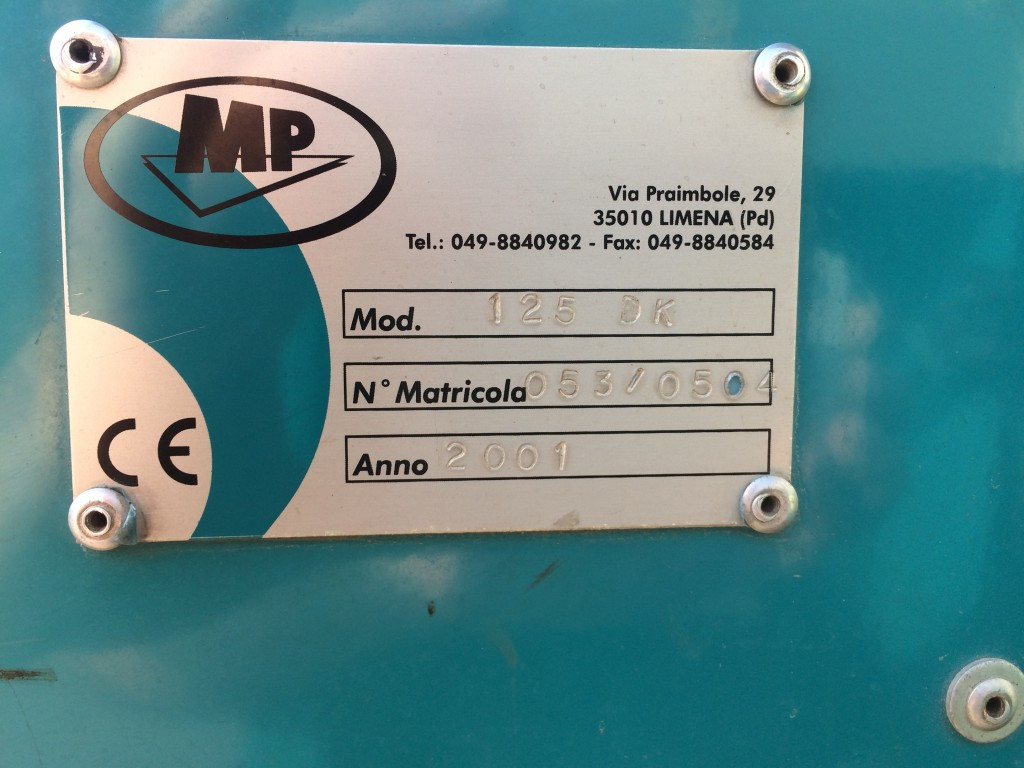 MP
Via Praimbole, 29
35010 LIMENA (Pd)
Tel.: 049-8840982 - Fax: 049-8840584
Mod. 125 DK
N° Matricola 053/0504
Anno 2001
CE